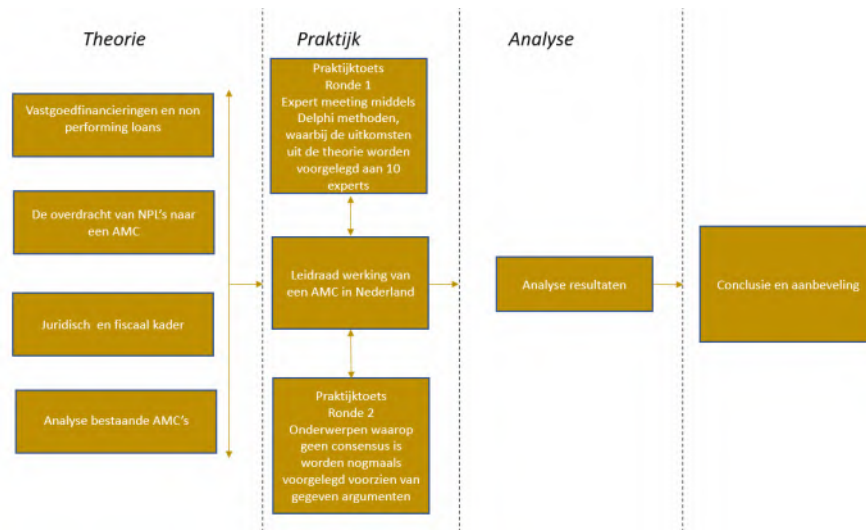 Theorie
Vastgoedfinancieringen en non
performing loans
De overdracht van NPL's naar
een AMC
Juridisch en fiscaal kader
Analyse bestaande AMC's
Praktijk
Praktijktoets
Ronde 1
Expert meeting middels
Delphi methoden,
waarbij de uitkomsten
uit de theorie worden
voorgelegd aan 10
experts
Leidraad werking van
een AMC in Nederland
Praktijktoets
Ronde 2
Onderwerpen waarop
geen consensus is
worden nogmaals
voorgelegd voorzien van
gegeven argumenten
Analyse
Analyse resultaten
Conclusie en aanbeveling